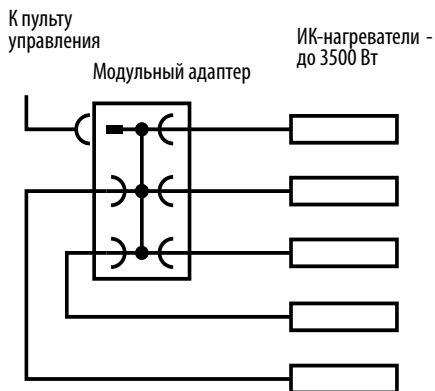 К пульту
управления
Модульный адаптер
ИК-нагреватели -
до 3500 Вт